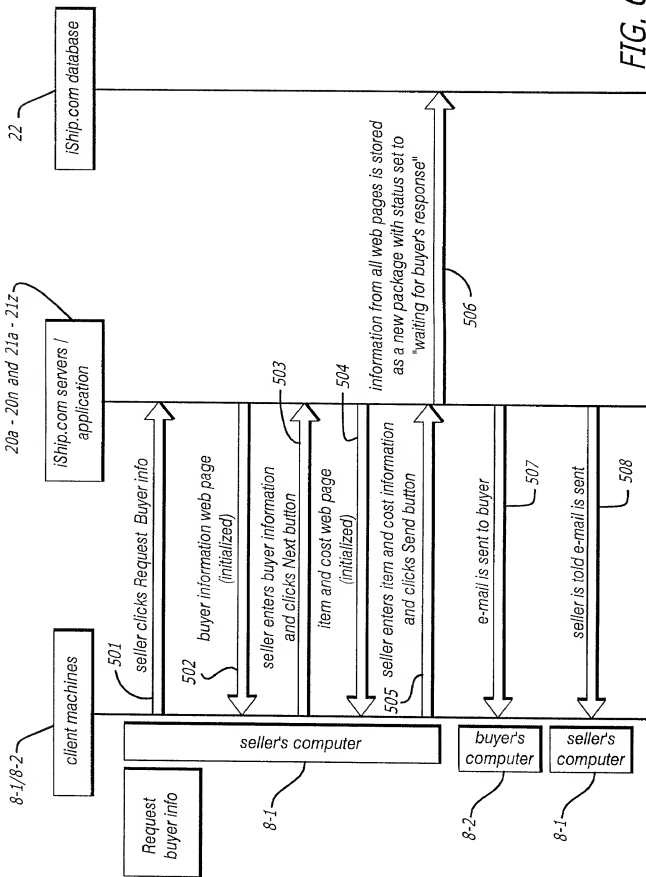 8-1/8-2
client machines
20a - 20n and 21a - 21z
iShip.com servers /
application
22
iShip.com database
Request
buyer info
seller's computer
8-1
501
seller clicks Request Buyer info
502
buyer information web page
(initialized)
503
seller enters buyer information
and clicks Next button
504
item and cost web page
(initialized)
505
seller enters item and cost information
and clicks Send button
information from all web pages is stored
as a new package with status set to
"waiting for buyer's response"
506
buyer's
computer
8-2
e-mail is sent to buyer
507
seller's
computer
8-1
seller is told e-mail is sent
508
FIG.